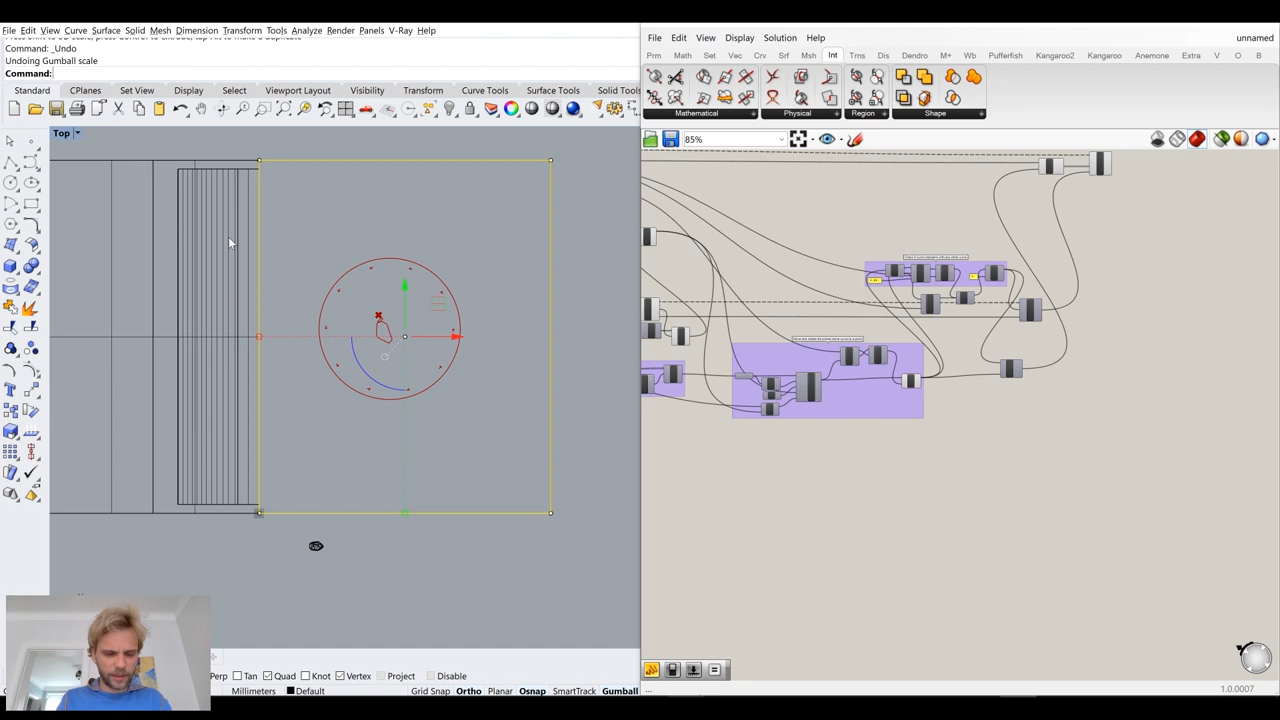 File Edit View Curve Surface Solid Mesh Dimension Transform Tools Analyze Render Panels V-Ray Help
Command: _Undo
Undoing Gumball scale
Command:
Standard CPlanes Set View Display Select Viewport Layout Visibility Transform Curve Tools Surface Tools Solid Tools
Top
Perp Tan Quad Knot Vertex Project Disable
Millimeters Default Grid Snap Ortho Planar Osnap SmartTrack Gumball
File Edit View Display Solution Help unnamed
Prm Math Set Vec Crv Srf Msh Int Trns Dis Dendro M+ Wb Pufferfish Kangaroo2 Kangaroo Anemone Extra V O B
Mathematical Physical Region Shape
85%
...
1.0.0007